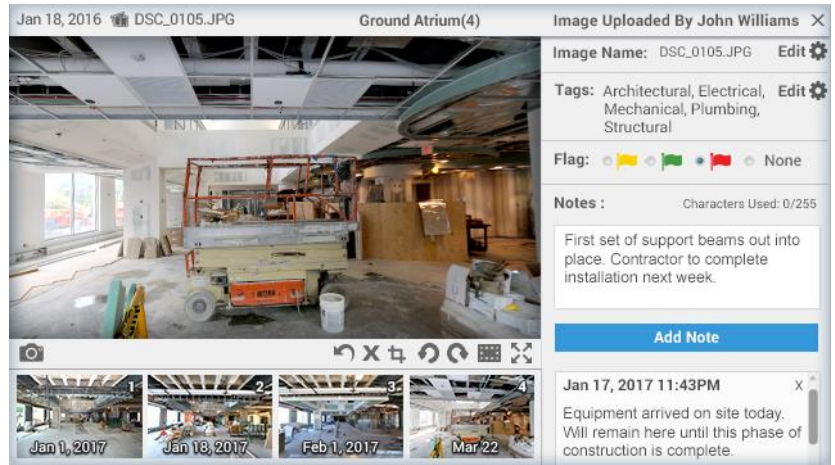 Jan 18, 2016 DSC_0105.JPG Ground Atrium(4) Image Uploaded By John Williams X
Image Name: DSC_0105.JPG Edit
Tags: Architectural, Electrical, Edit
Mechanical, Plumbing,
Structural
Flag: None
Notes : Characters Used: 0/255
First set of support beams out into
place. Contractor to complete
installation next week.
Add Note
1
Jan 1, 2017
2
Jan 18, 2017
3
Feb 1, 2017
4
Mar 22
Jan 17, 2017 11:43PM X
Equipment arrived on site today.
Will remain here until this phase of
construction is complete.